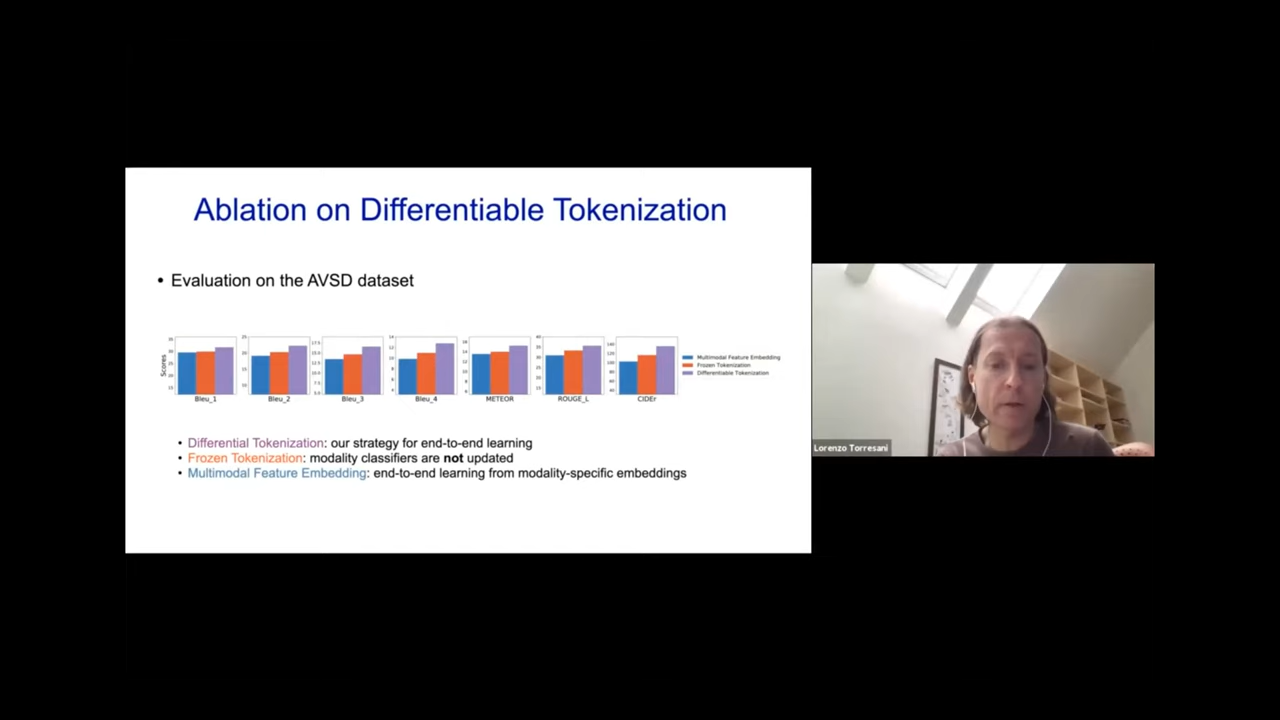 Ablation on Differentiable Tokenization
• Evaluation on the AVSD dataset
Scores
Bleu_1
Bleu_2
Bleu_3
Bleu_4
METEOR
ROUGE_L
CIDEr
Multimodal Feature Embedding
Frozen Tokenization
Differentiable Tokenization
• Differential Tokenization: our strategy for end-to-end learning
• Frozen Tokenization: modality classifiers are not updated
• Multimodal Feature Embedding: end-to-end learning from modality-specific embeddings
Lorenzo Torresani